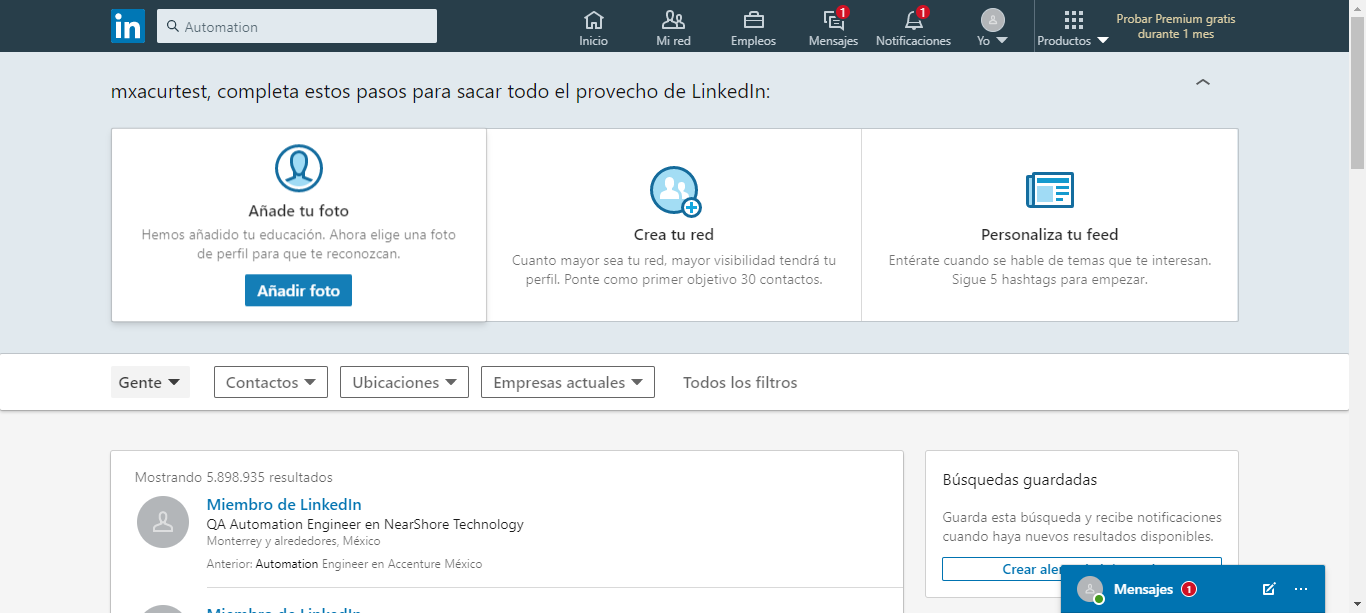 in
Automation
Inicio
Mi red
Empleos
1
Mensajes
1
Notificaciones
Yo
Productos
Probar Premium gratis
durante 1 mes
mxacurtest, completa estos pasos para sacar todo el provecho de LinkedIn:
Añade tu foto
Hemos añadido tu educación. Ahora elige una foto
de perfil para que te reconozcan.
Añadir foto
Crea tu red
Cuanto mayor sea tu red, mayor visibilidad tendrá tu
perfil. Ponte como primer objetivo 30 contactos.
Personaliza tu feed
Entérate cuando se hable de temas que te interesan.
Sigue 5 hashtags para empezar.
Gente
Contactos
Ubicaciones
Empresas actuales
Todos los filtros
Mostrando 5.898.935 resultados
Miembro de LinkedIn
QA Automation Engineer en NearShore Technology
Monterrey y alrededores, México
Anterior: Automation Engineer en Accenture México
Miembro de LinkedIn
Búsquedas guardadas
Guarda esta búsqueda y recibe notificaciones
cuando haya nuevos resultados disponibles.
Crear
Mensajes 1